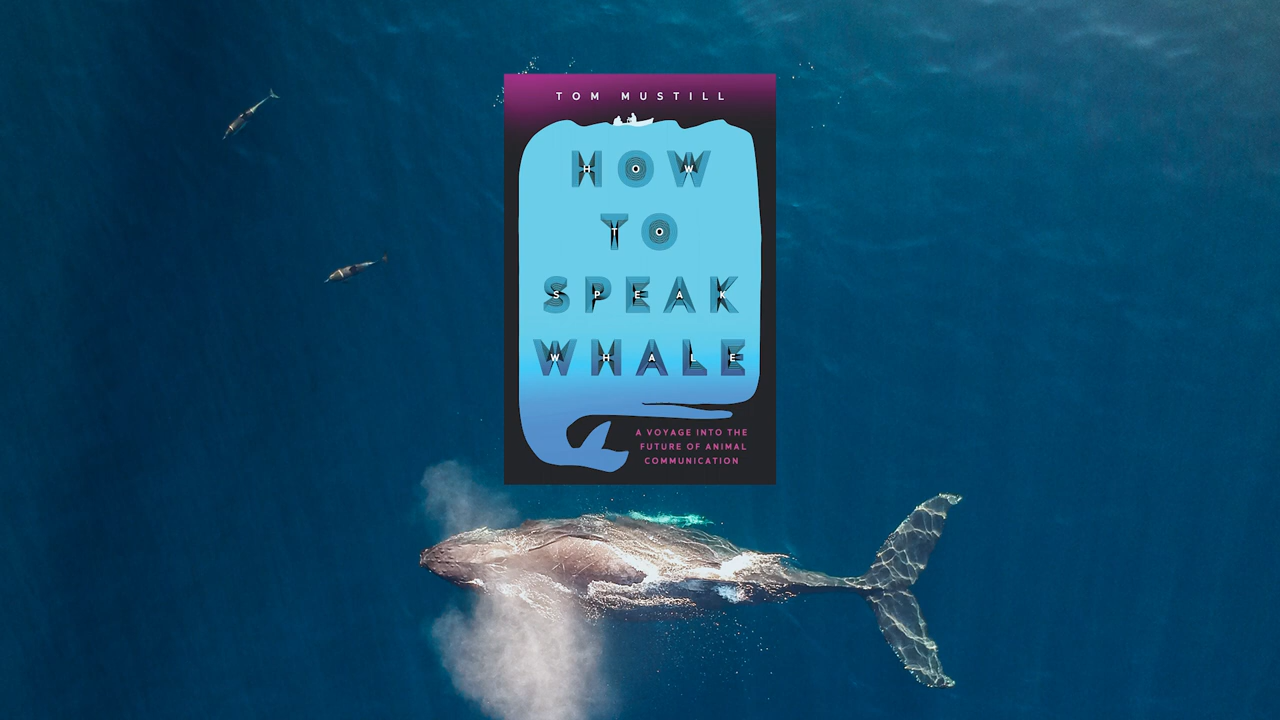 TOM MUSTILL
HOW
TO
SPEAK
WHALE
A VOYAGE INTO THE
FUTURE OF ANIMAL
COMMUNICATION